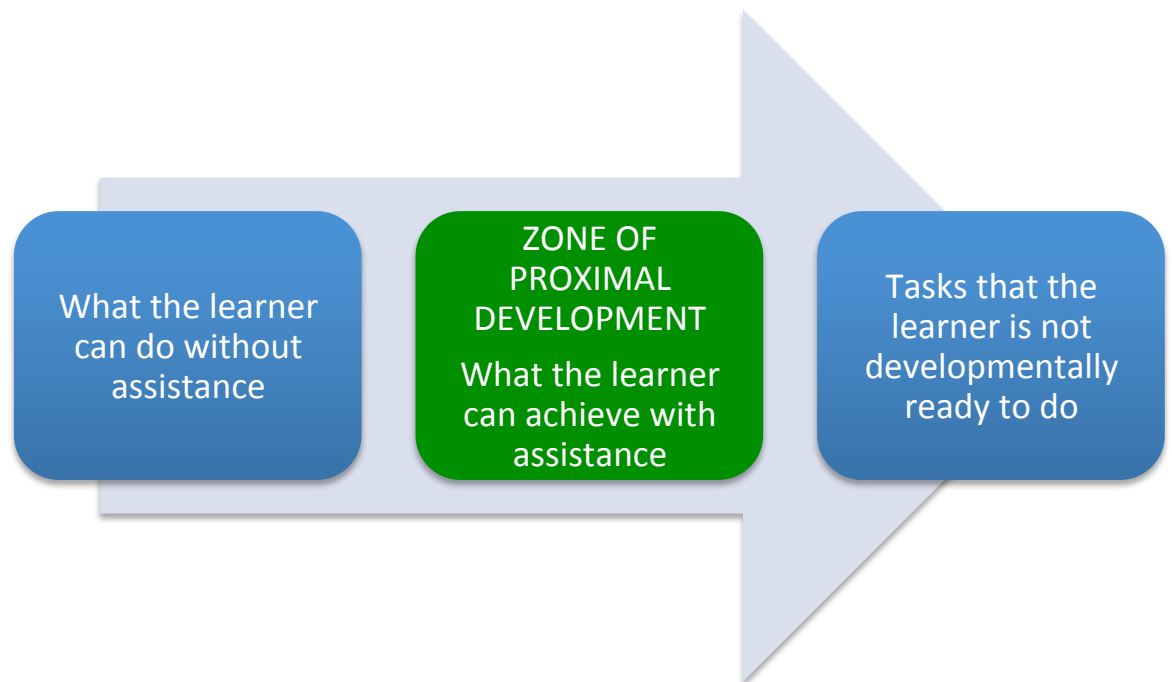 What the learner
can do without
assistance
ZONE OF
PROXIMAL
DEVELOPMENT
What the learner
can achieve with
assistance
Tasks that the
learner is not
developmentally
ready to do